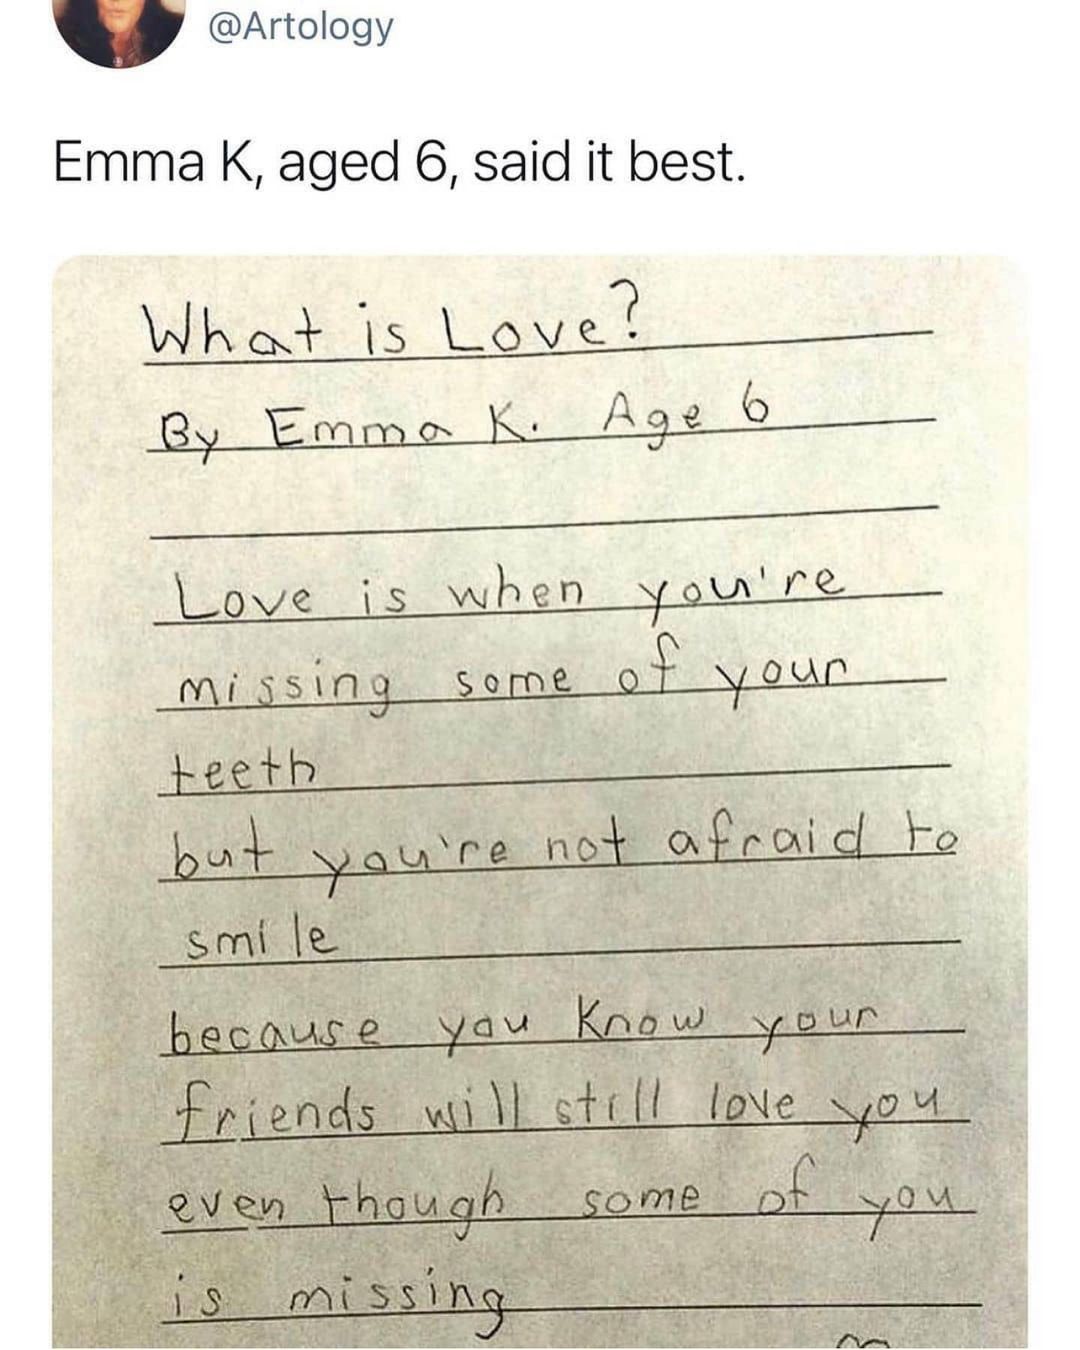 @Artology
Emma K, aged 6, said it best.
What is Love?
By Emma K. Age 6
Love is when you're
missing some of your
teeth
but you're not afraid to
smile
because you know your
friends will still love you
even though some of you
is missing